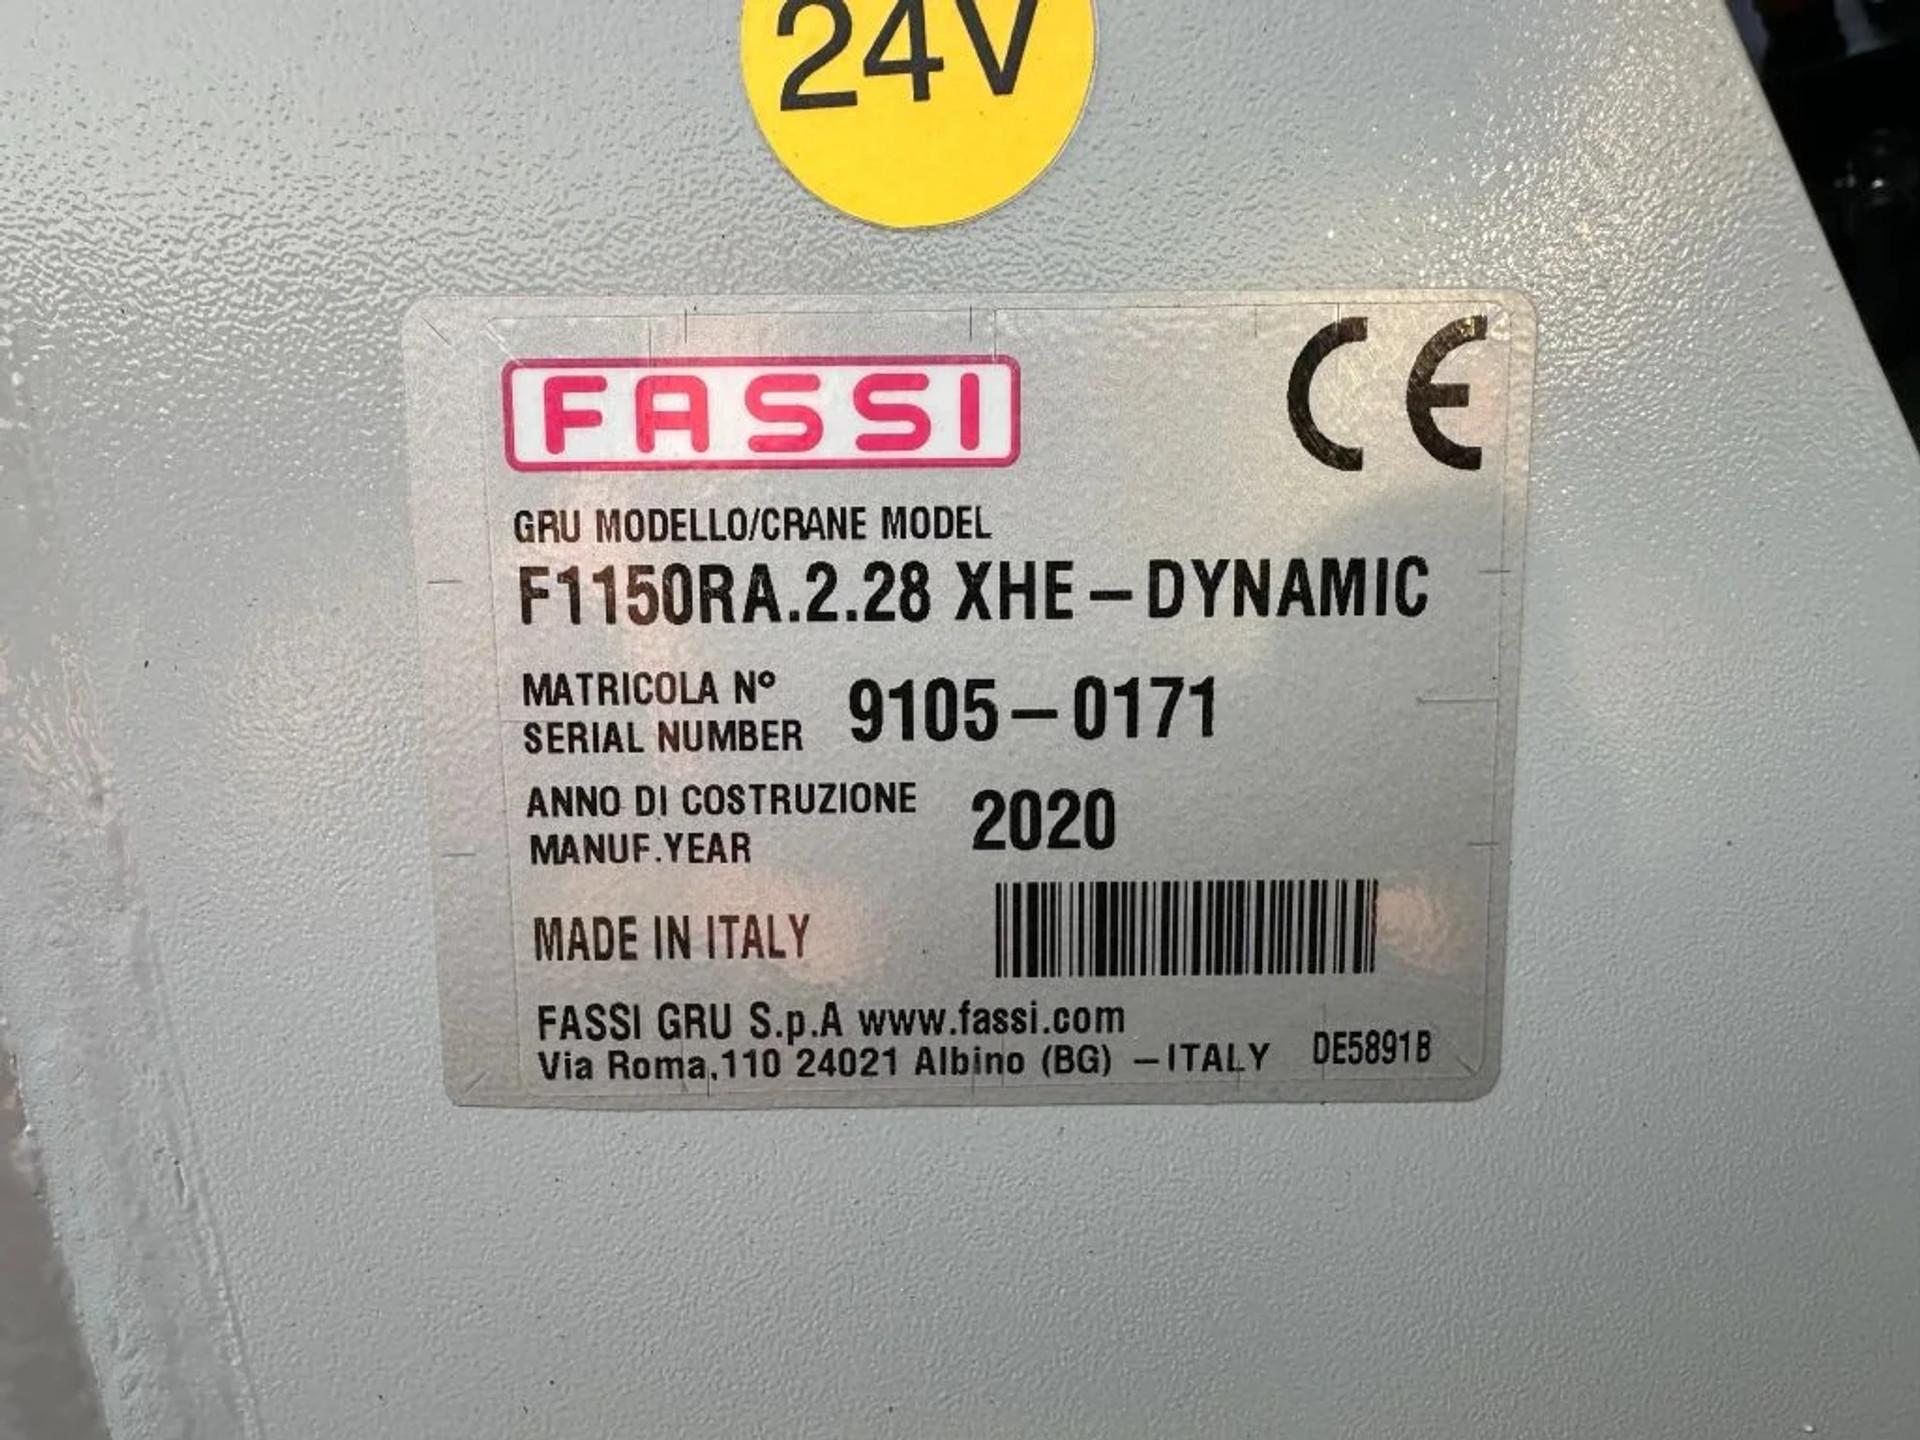 24V
FASSI
CE
GRU MODELLO/CRANE MODEL
F1150RA.2.28 XHE–DYNAMIC
MATRICOLA N°
SERIAL NUMBER
9105–0171
ANNO DI COSTRUZIONE
MANUF.YEAR
2020
MADE IN ITALY
FASSI GRU S.p.A www.fassi.com
Via Roma,110 24021 Albino (BG) –ITALY
DE5891B